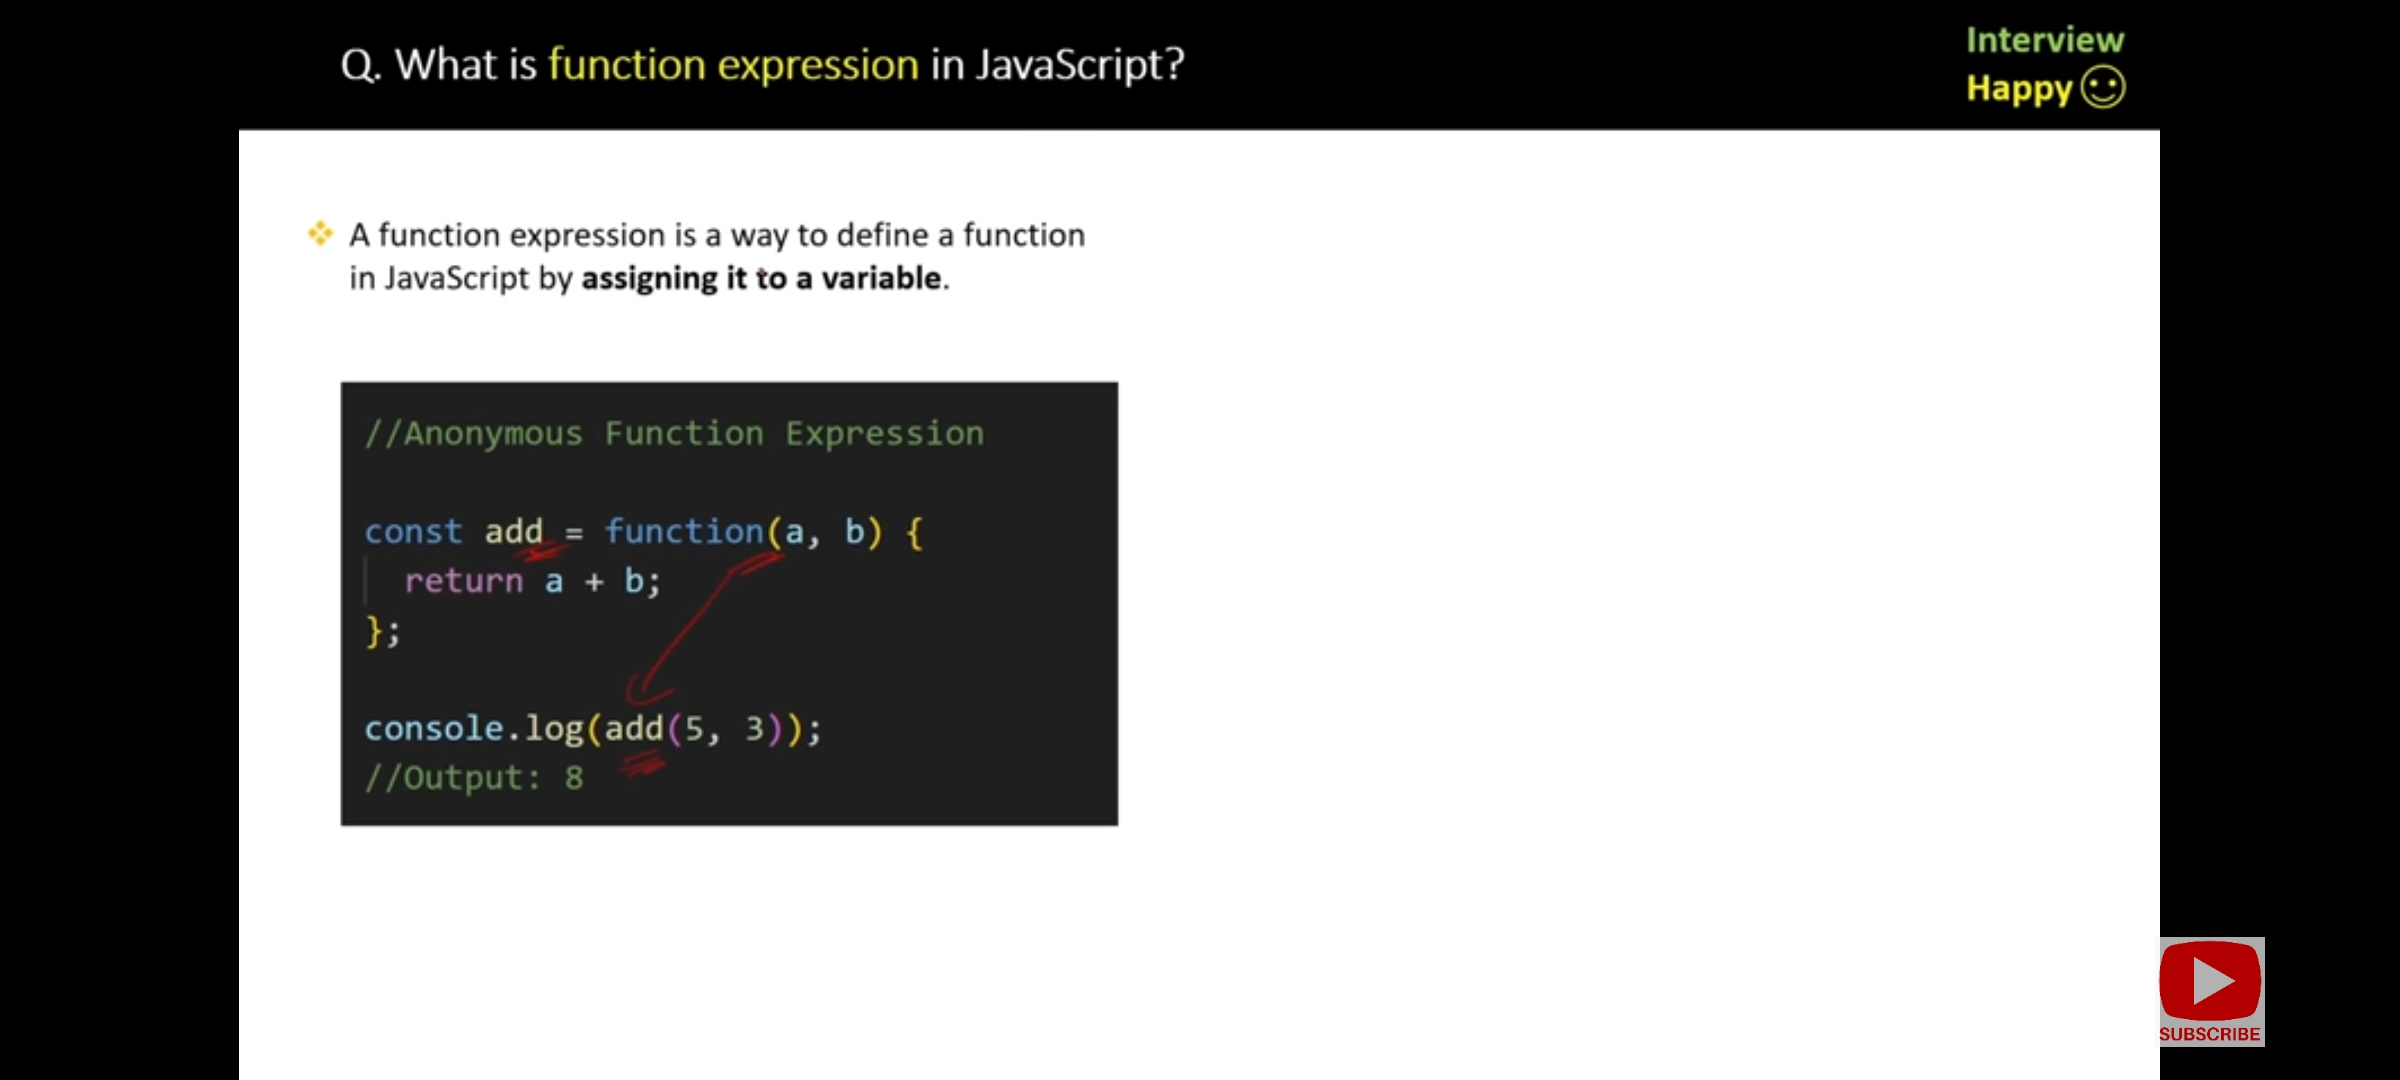 Q. What is function expression in JavaScript?
Interview
Happy
A function expression is a way to define a function
in JavaScript by assigning it to a variable.
//Anonymous Function Expression
const add = function(a, b) {
return a + b;
};
console.log(add(5, 3));
//Output: 8
SUBSCRIBE